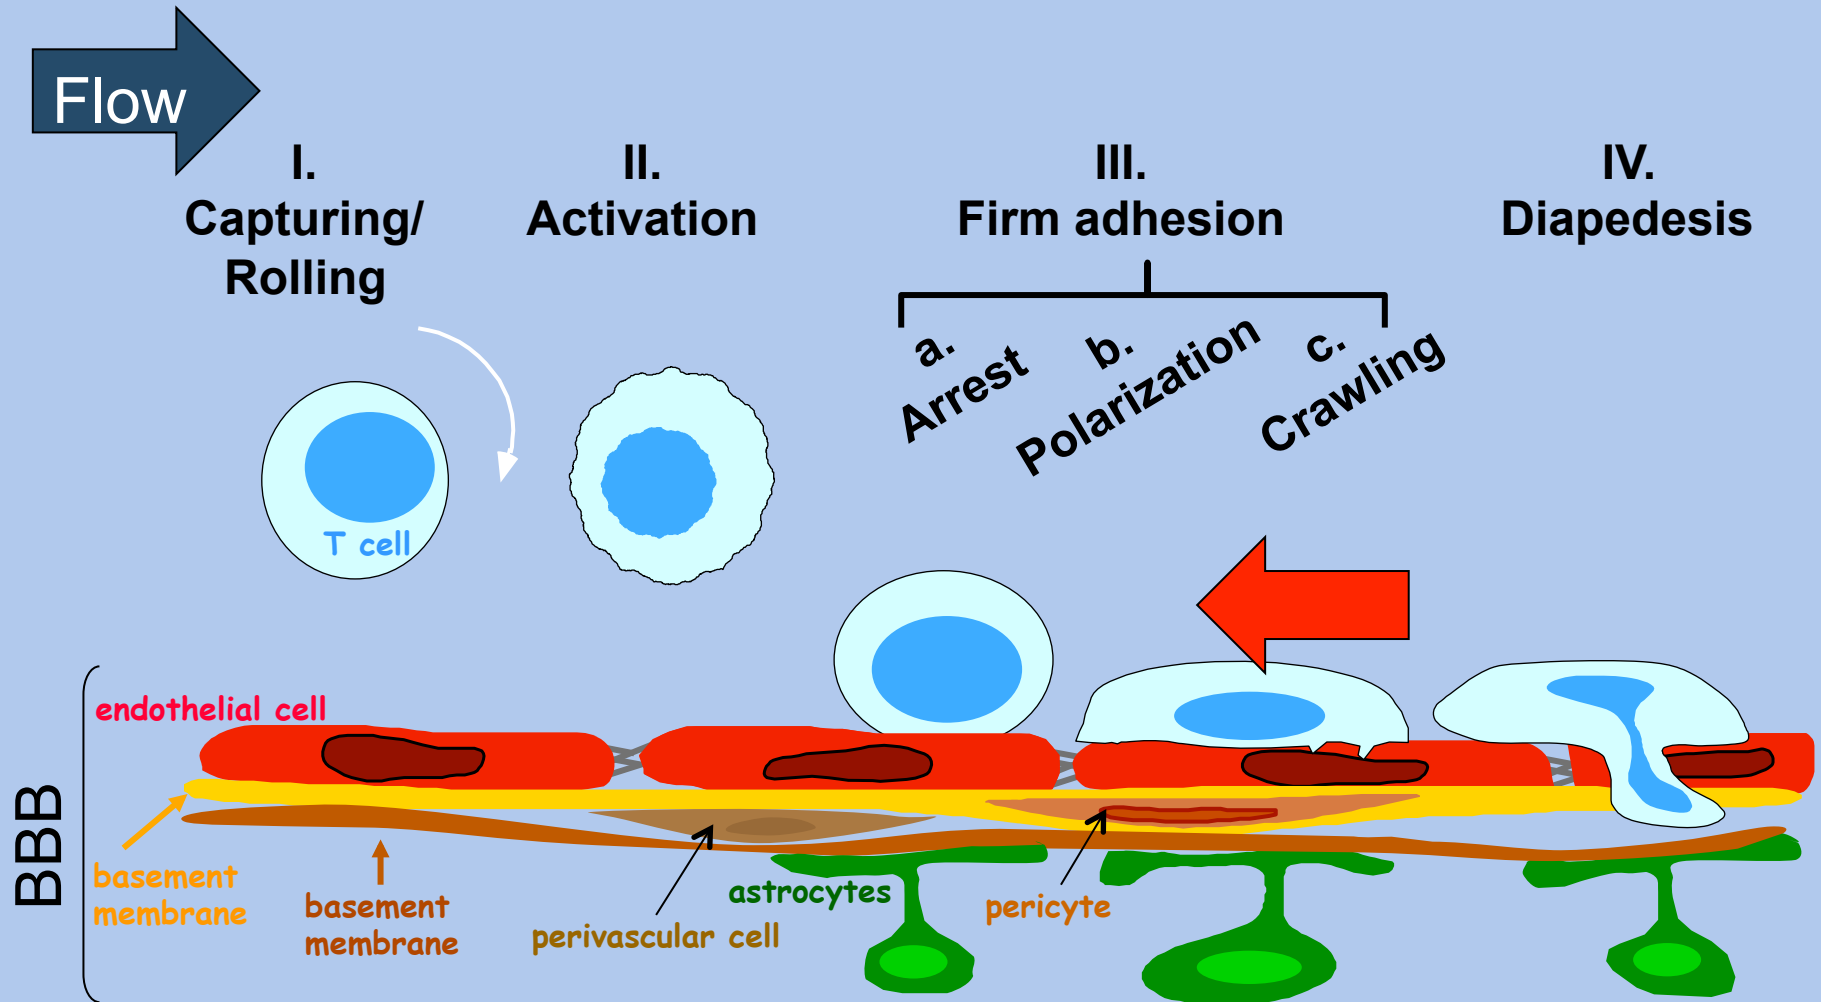 Flow
I.
Capturing/
Rolling
II.
Activation
III.
Firm adhesion
a.
Arrest
b.
Polarization
c.
Crawling
IV.
Diapedesis
T cell
BBB
endothelial cell
basement
membrane
basement
membrane
perivascular cell
astrocytes
pericyte